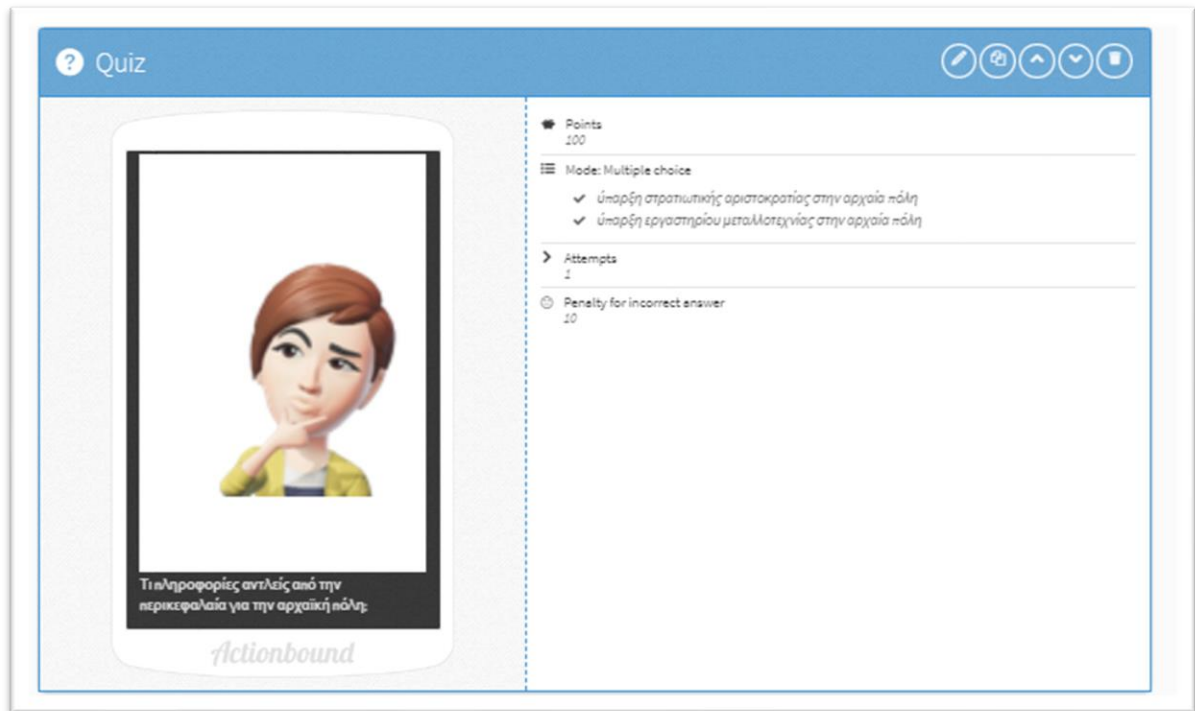 Quiz
Points
100
Mode: Multiple choice
ύπαρξη στρατιωτικής αριστοκρατίας στην αρχαία πόλη
ύπαρξη εργαστηρίου μεταλλοτεχνίας στην αρχαία πόλη
Attempts
1
Penalty for incorrect answer
10
Τι πληροφορίες αντλείς από την
περικεφαλαία για την αρχαϊκή πόλη;
Actionbound